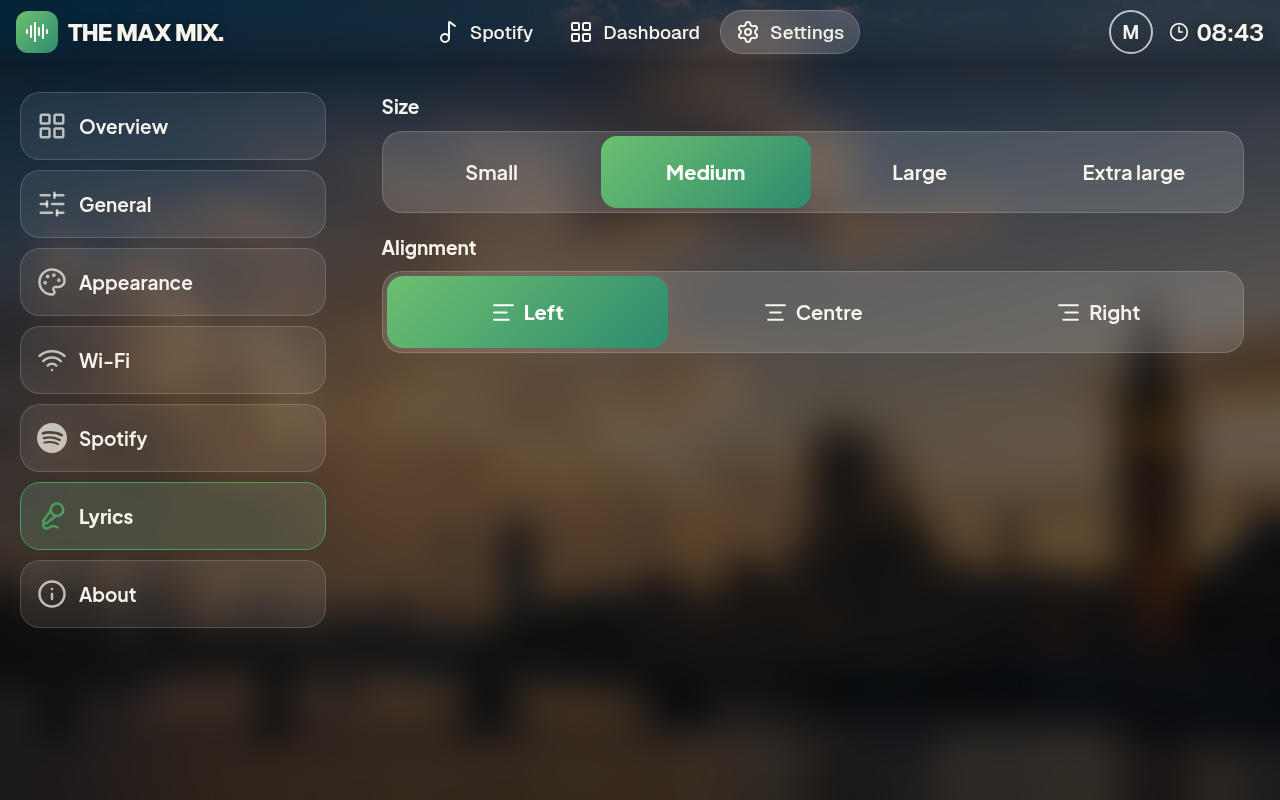 THE MAX MIX.
Spotify
Dashboard
Settings
M
08:43
Overview
General
Appearance
Wi-Fi
Spotify
Lyrics
About
Size
Small
Medium
Large
Extra large
Alignment
Left
Centre
Right